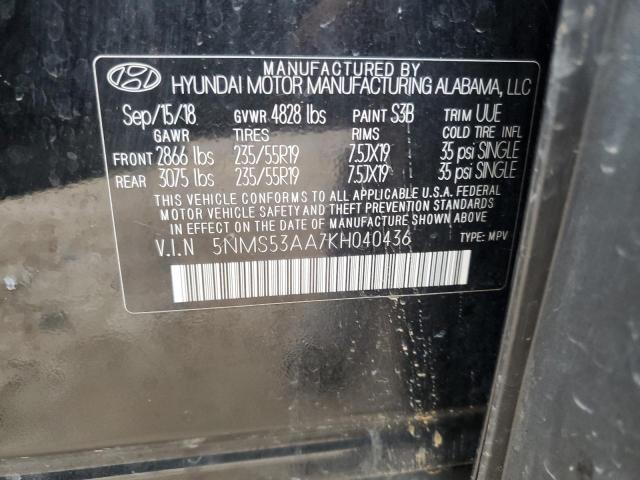 MANUFACTURED BY
HYUNDAI MOTOR MANUFACTURING ALABAMA, LLC
Sep/15/18 GVWR 4828 lbs PAINT S3B TRIM UUE
GAWR TIRES RIMS COLD TIRE INFL
FRONT 2866 lbs 235/55R19 7.5JX19 35 psi SINGLE
REAR 3075 lbs 235/55R19 7.5JX19 35 psi SINGLE
THIS VEHICLE CONFORMS TO ALL APPLICABLE U.S.A. FEDERAL
MOTOR VEHICLE SAFETY AND THEFT PREVENTION STANDARDS
IN EFFECT ON THE DATE OF MANUFACTURE SHOWN ABOVE
V.I.N 5NMS53AA7KH040436 TYPE: MPV